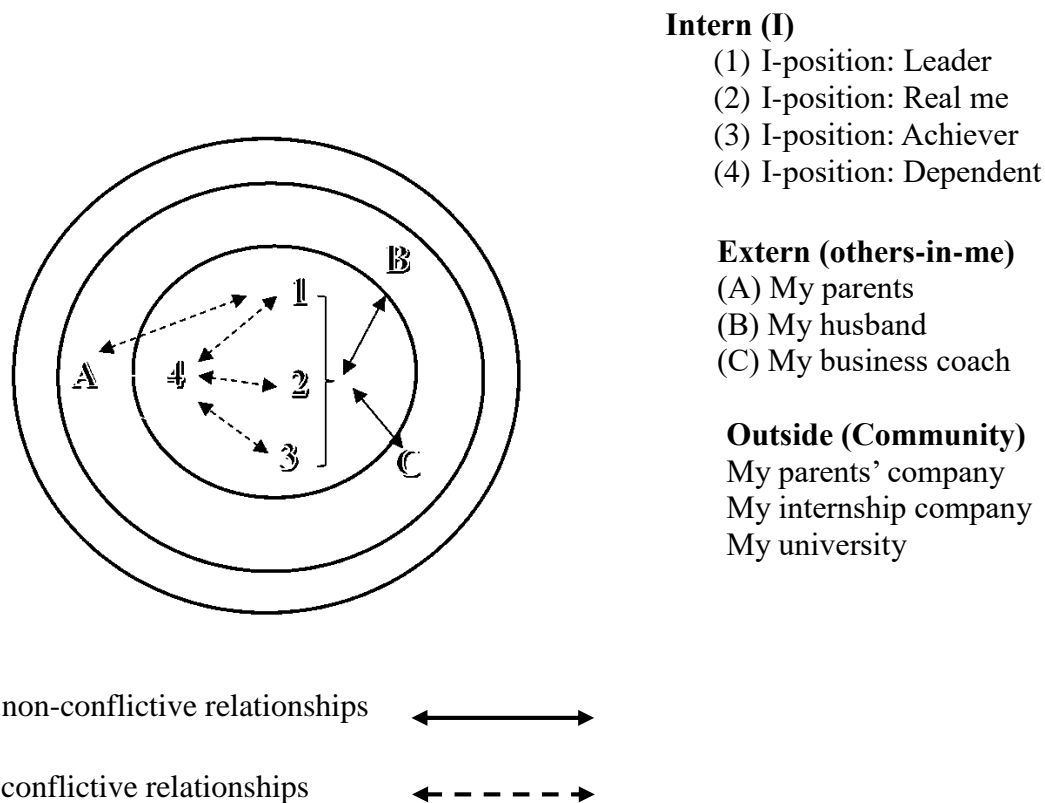 Intern (I)
(1) I-position: Leader
(2) I-position: Real me
(3) I-position: Achiever
(4) I-position: Dependent
Extern (others-in-me)
(A) My parents
(B) My husband
(C) My business coach
Outside (Community)
My parents’ company
My internship company
My university
B
1
A
4
2
3
C
non-conflictive relationships
conflictive relationships